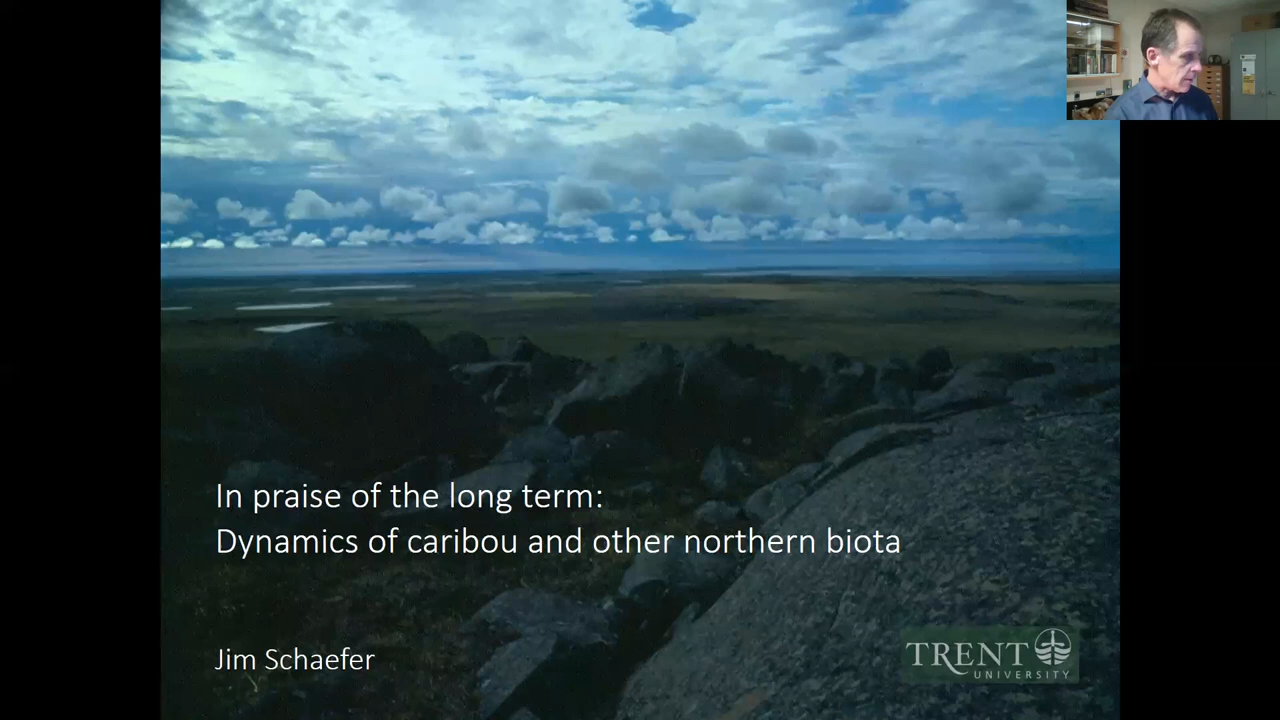 In praise of the long term:
Dynamics of caribou and other northern biota
Jim Schaefer
TRENT
UNIVERSITY